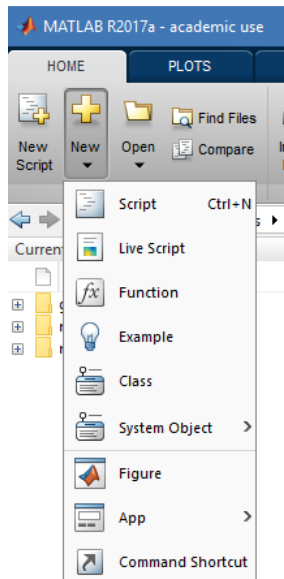 MATLAB R2017a - academic use
HOME PLOTS
New Script
New
Open
Find Files
Compare
Script Ctrl+N
Live Script
Function
Example
Class
System Object
Figure
App
Command Shortcut